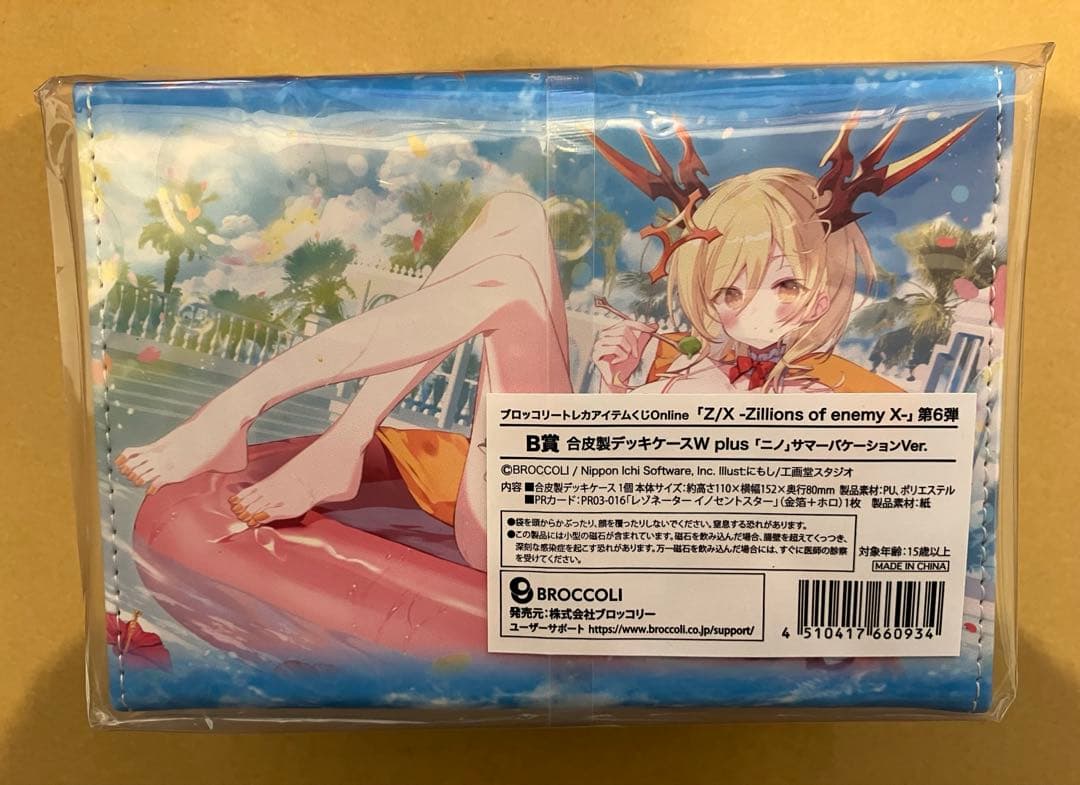 ブロッコリートレカアイテムくじOnline 「Z/X -Zillions of enemy X-」第6弾
B賞 合皮製デッキケースW plus 「ニノ」サマーバケーションVer.
©BROCCOLI / Nippon Ichi Software, Inc. Illust:にもし/工画堂スタジオ
内容 ■合皮製デッキケース 1個 本体サイズ:約高さ110×横幅152×奥行80mm 製品素材:PU、ポリエステル
■PRカード:PR03-016「レゾネーター イノセントスター」(金箔+ホロ) 1枚 製品素材:紙
●袋を頭からかぶったり、顔を覆ったりしないでください。窒息する恐れがあります。
●この製品には小型の磁石が含まれています。磁石を飲み込んだ場合、腸壁を超えてくっつき、
深刻な感染症を起こす恐れがあります。万一磁石を飲み込んだ場合には、すぐに医師の診察
を受けてください。
対象年齢:15歳以上
MADE IN CHINA
BROCCOLI
発売元:株式会社ブロッコリー
ユーザーサポート https://www.broccoli.co.jp/support/
4 510417 660934